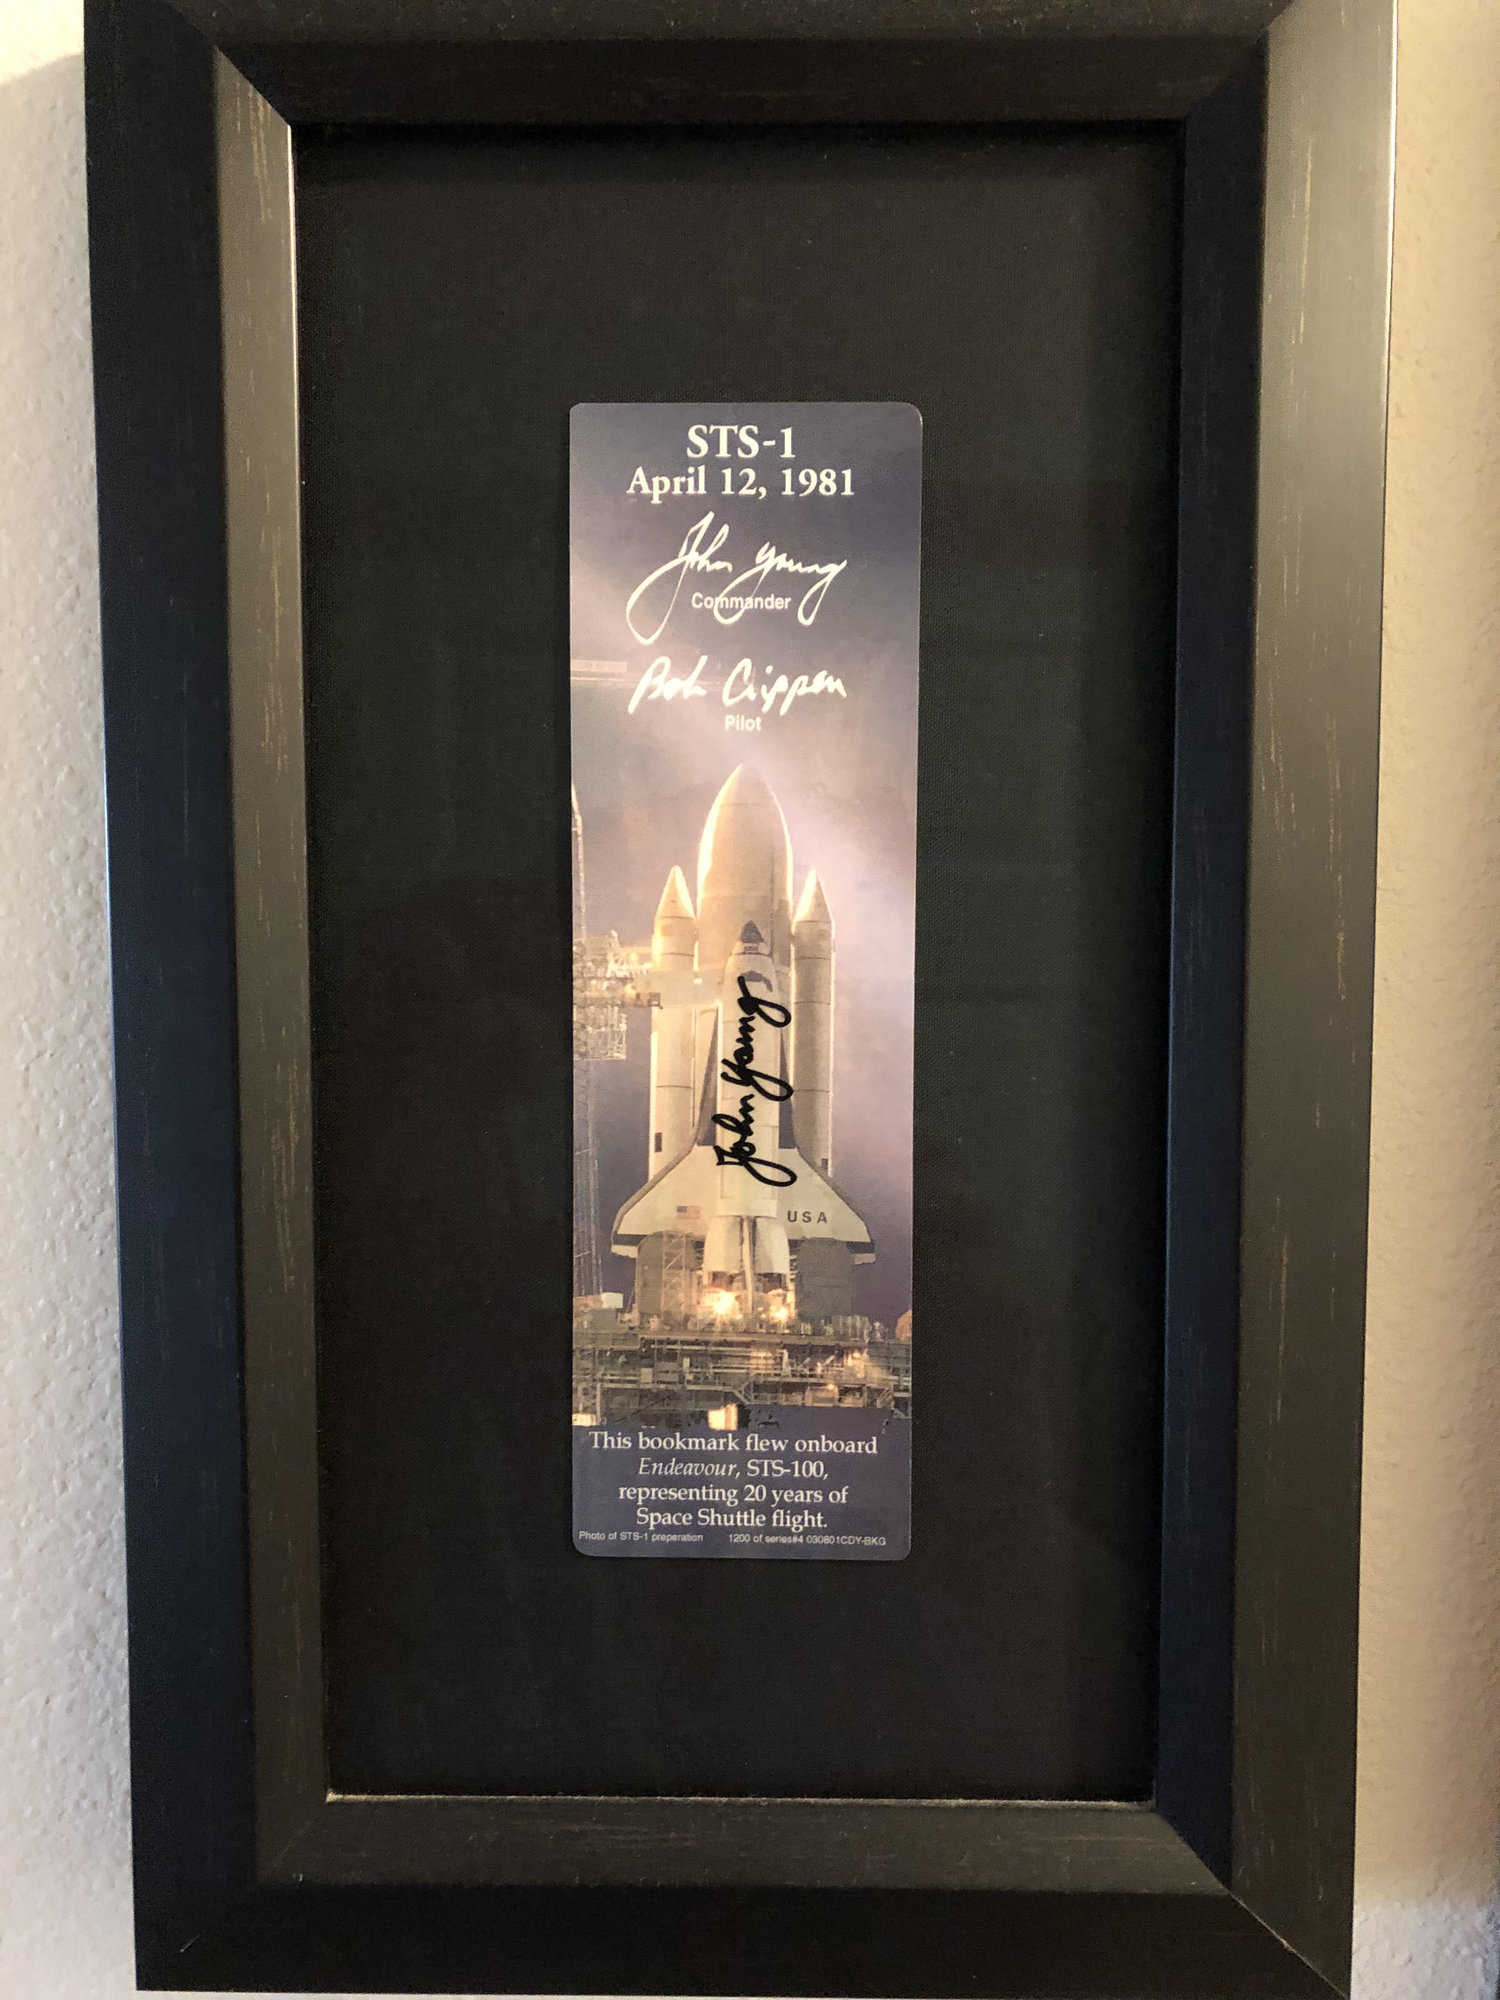 STS-1
April 12, 1981
John Young
Commander
Bob Crippen
Pilot
John Young
USA
This bookmark flew onboard
Endeavour, STS-100,
representing 20 years of
Space Shuttle flight.
Photo of STS-1 preperation 1200 of series#4 030801CDY-BKG